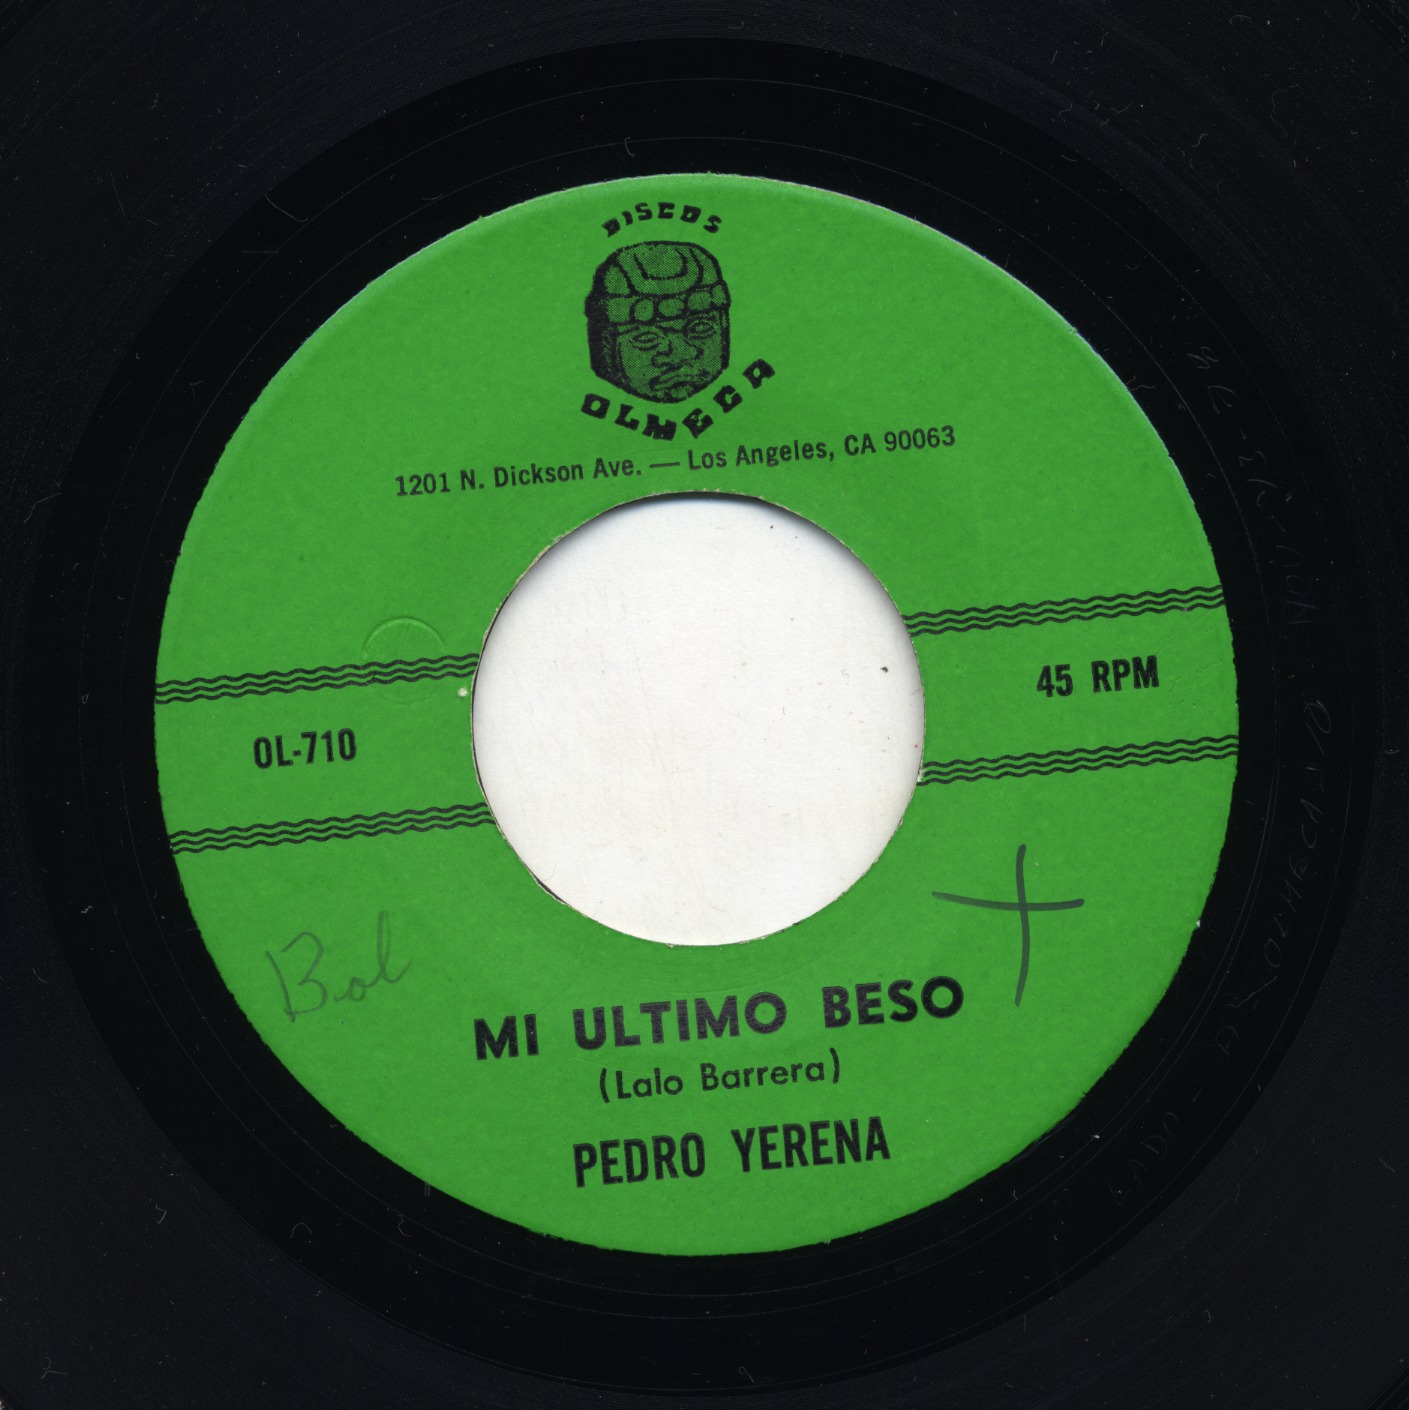 DISCOS
OLMECA
1201 N. Dickson Ave. — Los Angeles, CA 90063
45 RPM
OL-710
Bol
MI ULTIMO BESO
(Lalo Barrera)
PEDRO YERENA